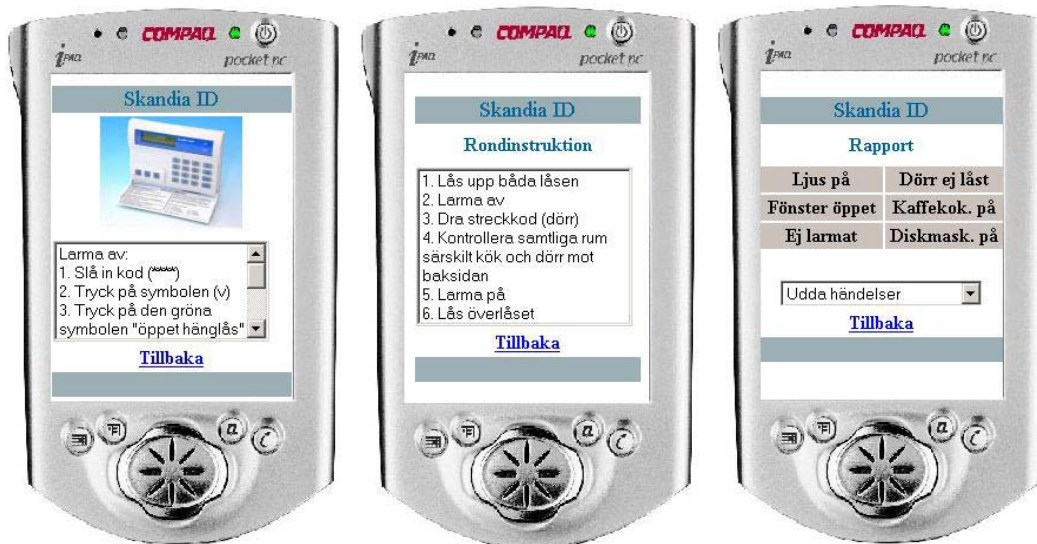 COMPAQ
iPAQ
pocket pc
Skandia ID
Larma av:
1. Slå in kod (*****)
2. Tryck på symbolen (v)
3. Tryck på den gröna
symbolen "öppet hänglås"
Tillbaka
COMPAQ
iPAQ
pocket pc
Skandia ID
Rondinstruktion
1. Lås upp båda låsen
2. Larma av
3. Dra streckkod (dörr)
4. Kontrollera samtliga rum
särskilt kök och dörr mot
baksidan
5. Larma på
6. Lås överlåset
Tillbaka
COMPAQ
iPAQ
pocket pc
Skandia ID
Rapport
Ljus på Dörr ej låst
Fönster öppet Kaffekok. på
Ej larmat Diskmask. på
Udda händelser
Tillbaka